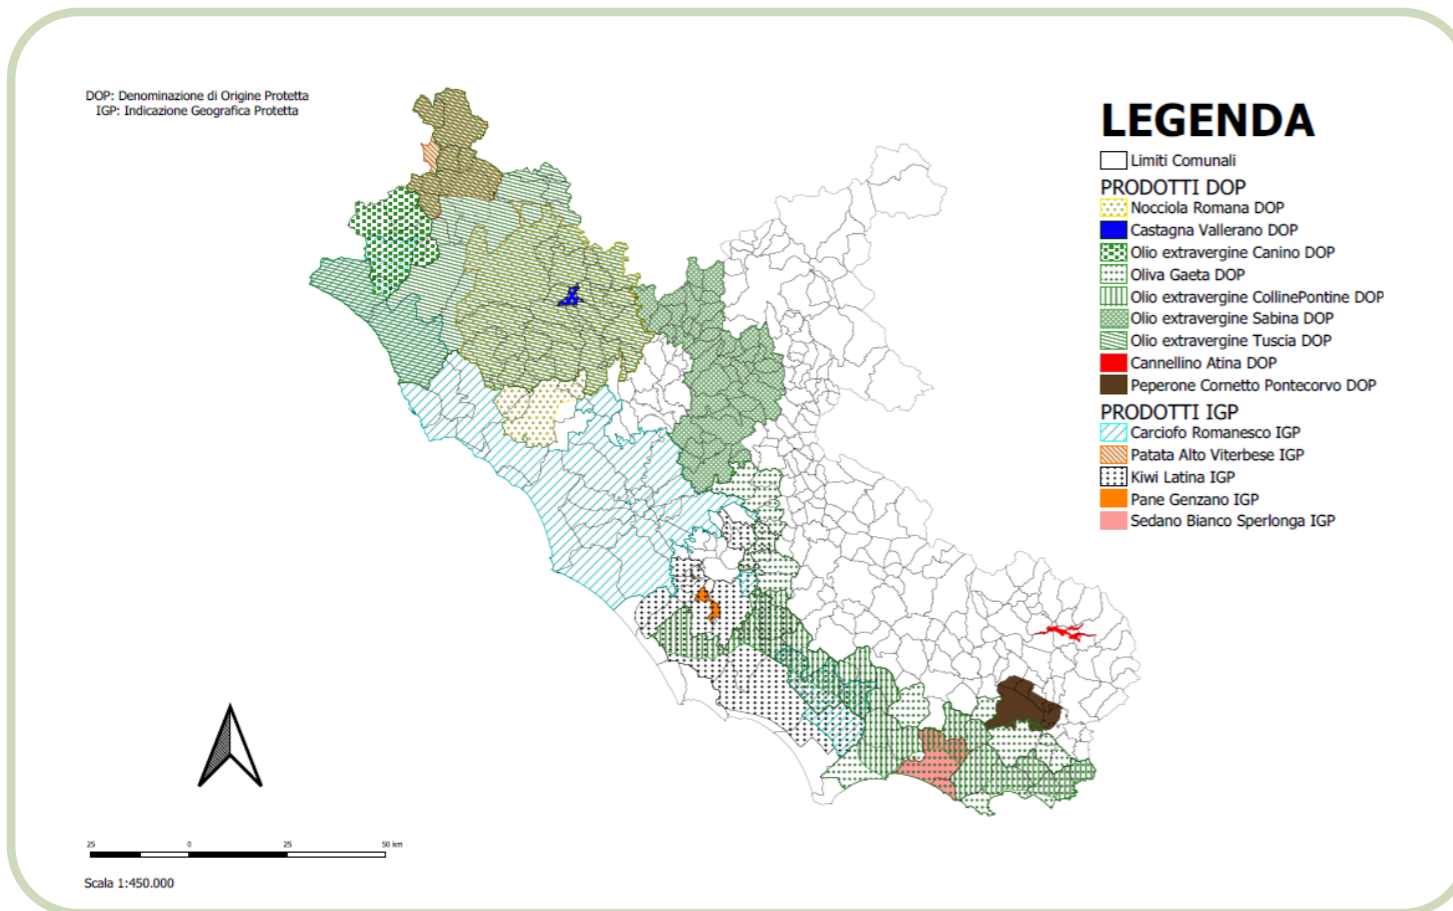 DOP: Denominazione di Origine Protetta
IGP: Indicazione Geografica Protetta
LEGENDA
Limiti Comunali
PRODOTTI DOP
Nocciola Romana DOP
Castagna Vallerano DOP
Olio extravergine Canino DOP
Oliva Gaeta DOP
Olio extravergine CollinePontine DOP
Olio extravergine Sabina DOP
Olio extravergine Tuscia DOP
Cannellino Atina DOP
Peperone Cornetto Pontecorvo DOP
PRODOTTI IGP
Carciofo Romanesco IGP
Patata Alto Viterbese IGP
Kiwi Latina IGP
Pane Genzano IGP
Sedano Bianco Sperlonga IGP
25 0 25 50 km
Scala 1:450.000